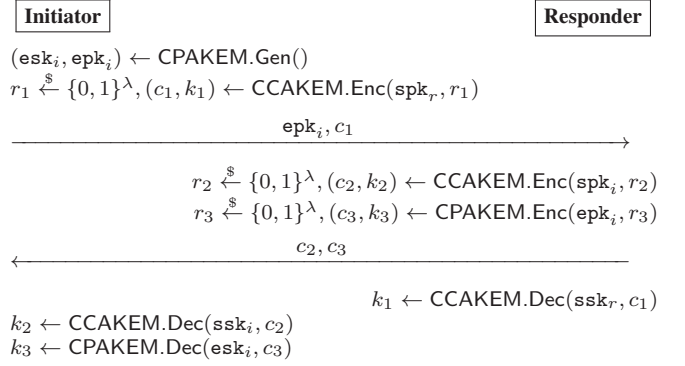 Initiator Responder
(esk_i, epk_i) ← CPAKEM.Gen()
r_1 ←$ {0, 1}^λ, (c_1, k_1) ← CCAKEM.Enc(spk_r, r_1)
epk_i, c_1
r_2 ←$ {0, 1}^λ, (c_2, k_2) ← CCAKEM.Enc(spk_i, r_2)
r_3 ←$ {0, 1}^λ, (c_3, k_3) ← CPAKEM.Enc(epk_i, r_3)
c_2, c_3
k_1 ← CCAKEM.Dec(ssk_r, c_1)
k_2 ← CCAKEM.Dec(ssk_i, c_2)
k_3 ← CPAKEM.Dec(esk_i, c_3)